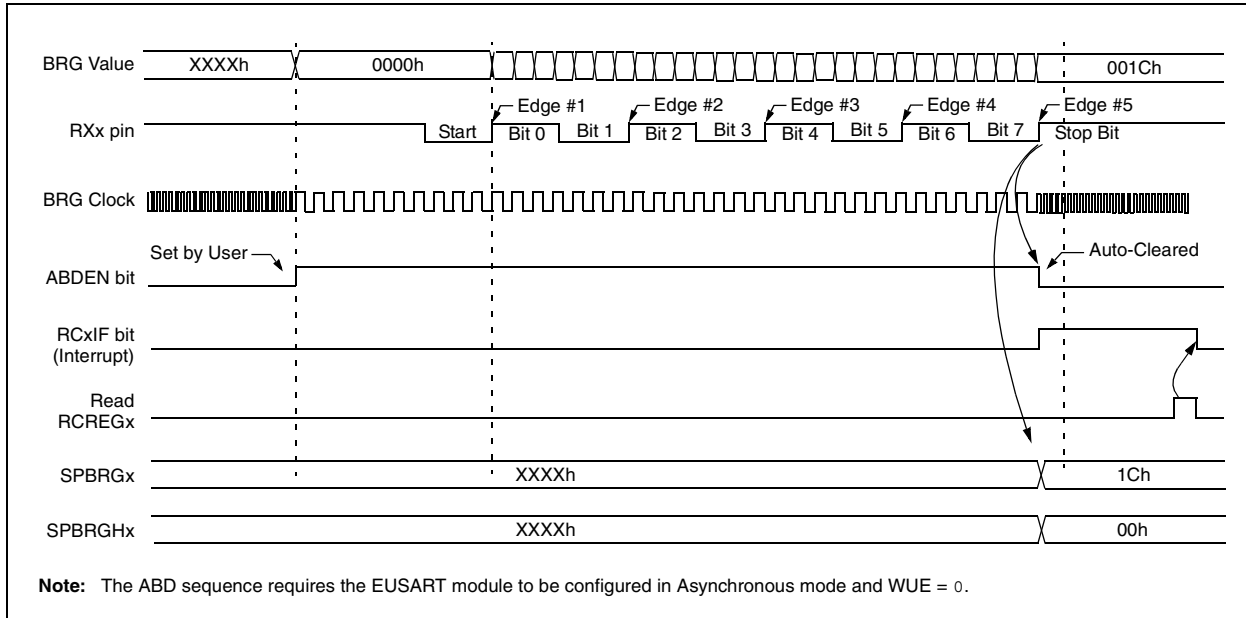 BRG Value
XXXXh
0000h
001Ch
RXx pin
Start
Edge #1
Bit 0
Bit 1
Edge #2
Bit 2
Bit 3
Edge #3
Bit 4
Bit 5
Edge #4
Bit 6
Bit 7
Edge #5
Stop Bit
BRG Clock
Set by User
Auto-Cleared
ABDEN bit
RCxIF bit
(Interrupt)
Read
RCREGx
SPBRGx
XXXXh
1Ch
SPBRGHx
XXXXh
00h
Note: The ABD sequence requires the EUSART module to be configured in Asynchronous mode and WUE = 0.